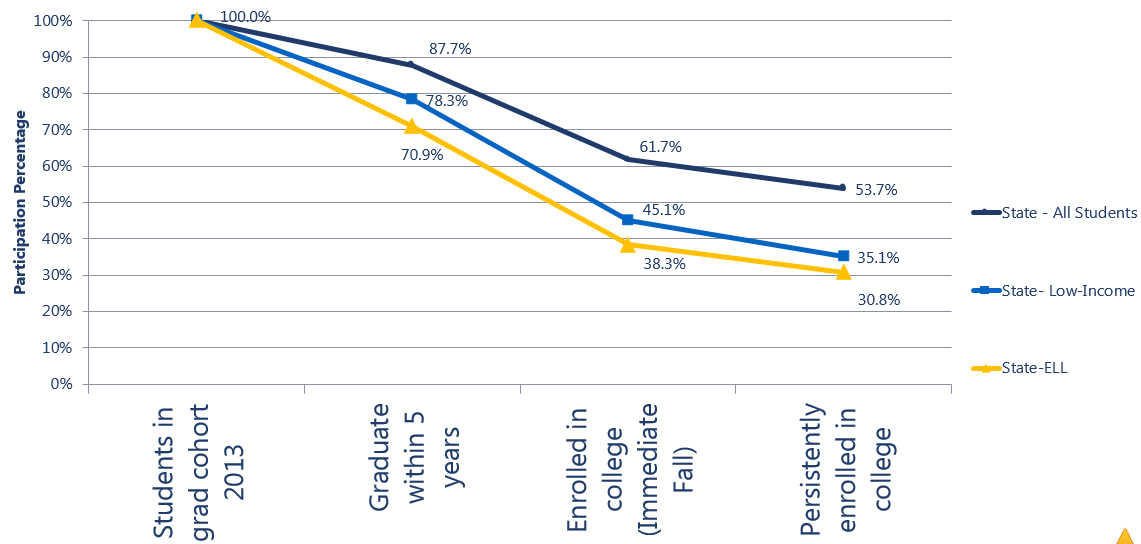 Participation Percentage
100%
90%
80%
70%
60%
50%
40%
30%
20%
10%
0%
100.0%
87.7%
78.3%
70.9%
61.7%
45.1%
38.3%
53.7%
35.1%
30.8%
Students in
grad cohort
2013
Graduate
within 5
years
Enrolled in
college
(Immediate
Fall)
Persistently
enrolled in
college
State - All Students
State- Low-Income
State-ELL